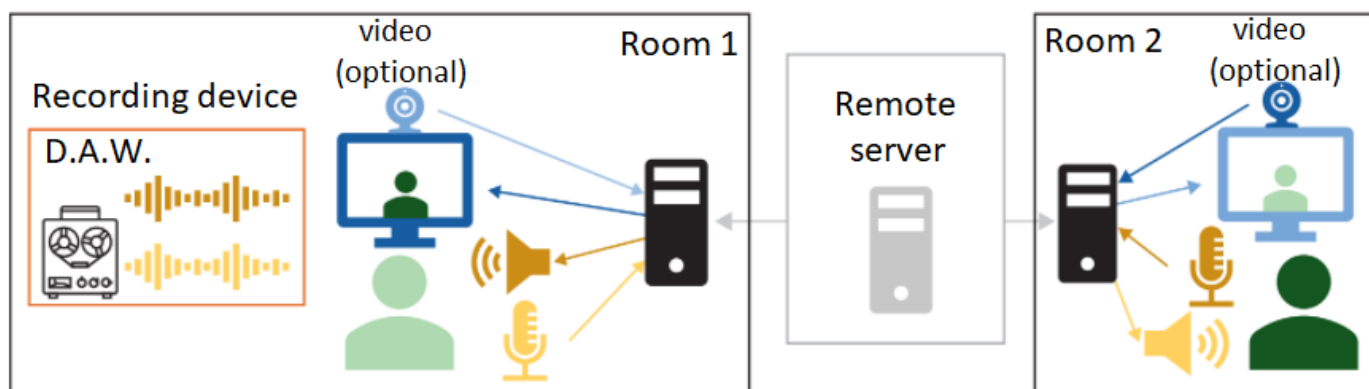 video
(optional)
Room 1
Recording device
D.A.W.
Remote
server
Room 2
video
(optional)